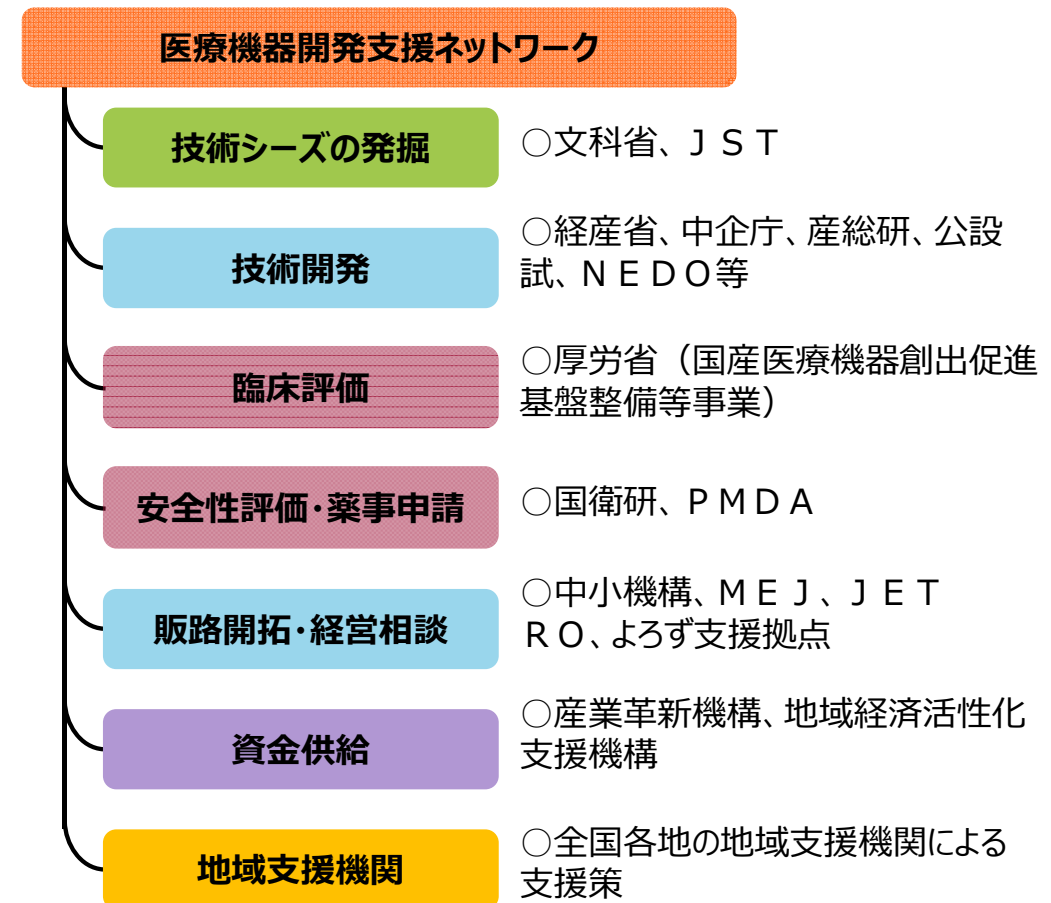 医療機器開発支援ネットワーク
技術シーズの発掘
○文科省、ＪＳＴ
技術開発
○経産省、中企庁、産総研、公設
試、ＮＥＤＯ等
臨床評価
○厚労省（国産医療機器創出促進
基盤整備等事業）
安全性評価・薬事申請
○国衛研、ＰＭＤＡ
販路開拓・経営相談
○中小機構、ＭＥＪ、ＪＥＴ
ＲＯ、よろず支援拠点
資金供給
○産業革新機構、地域経済活性化
支援機構
地域支援機関
○全国各地の地域支援機関による
支援策